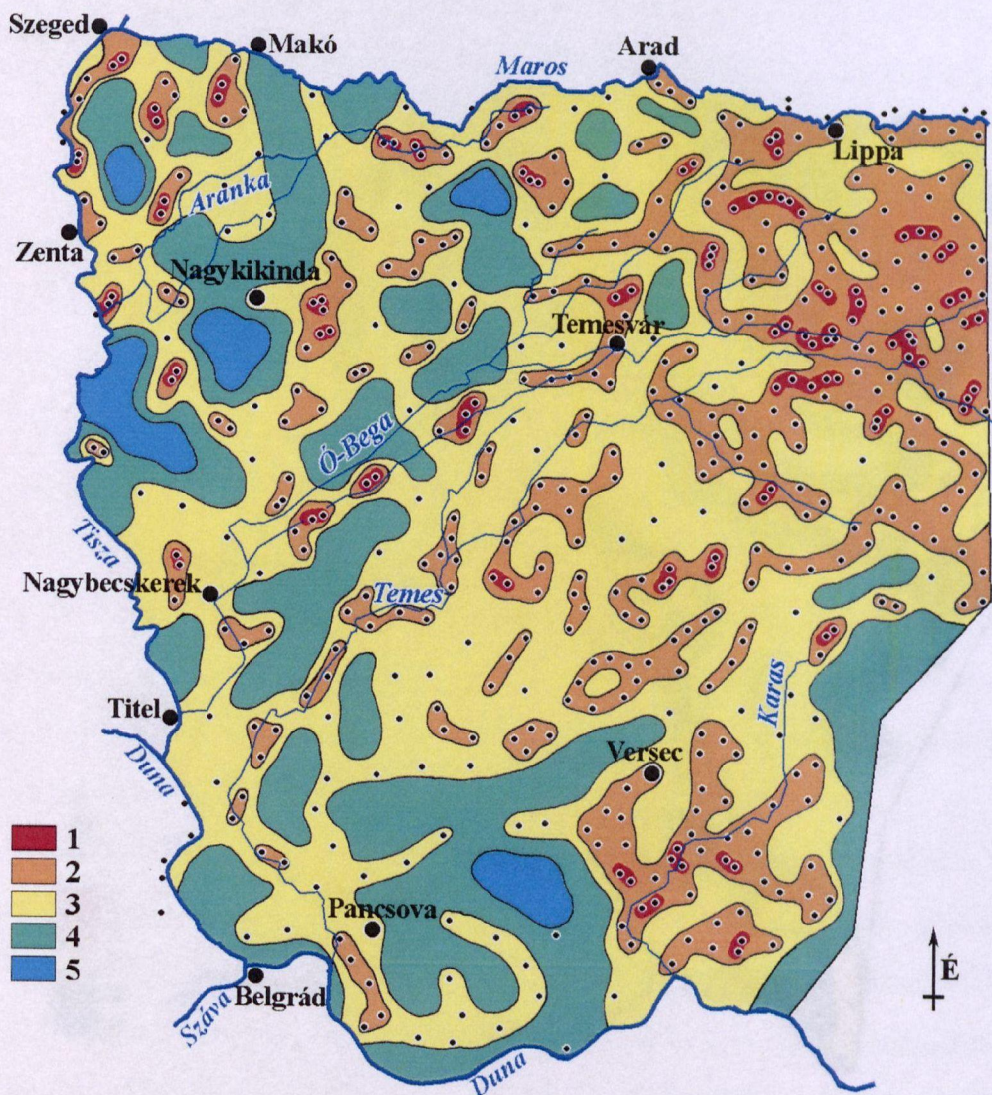 Szeged
Makó
Arad
Maros
Lippa
Aranka
Zenta
Nagykikinda
Temesvár
Ó-Bega
Tisza
Nagybecskerek
Temes
Karas
Titel
Duna
Versec
1
2
3
4
5
Pancsova
É
Belgrád
Száva
Duna